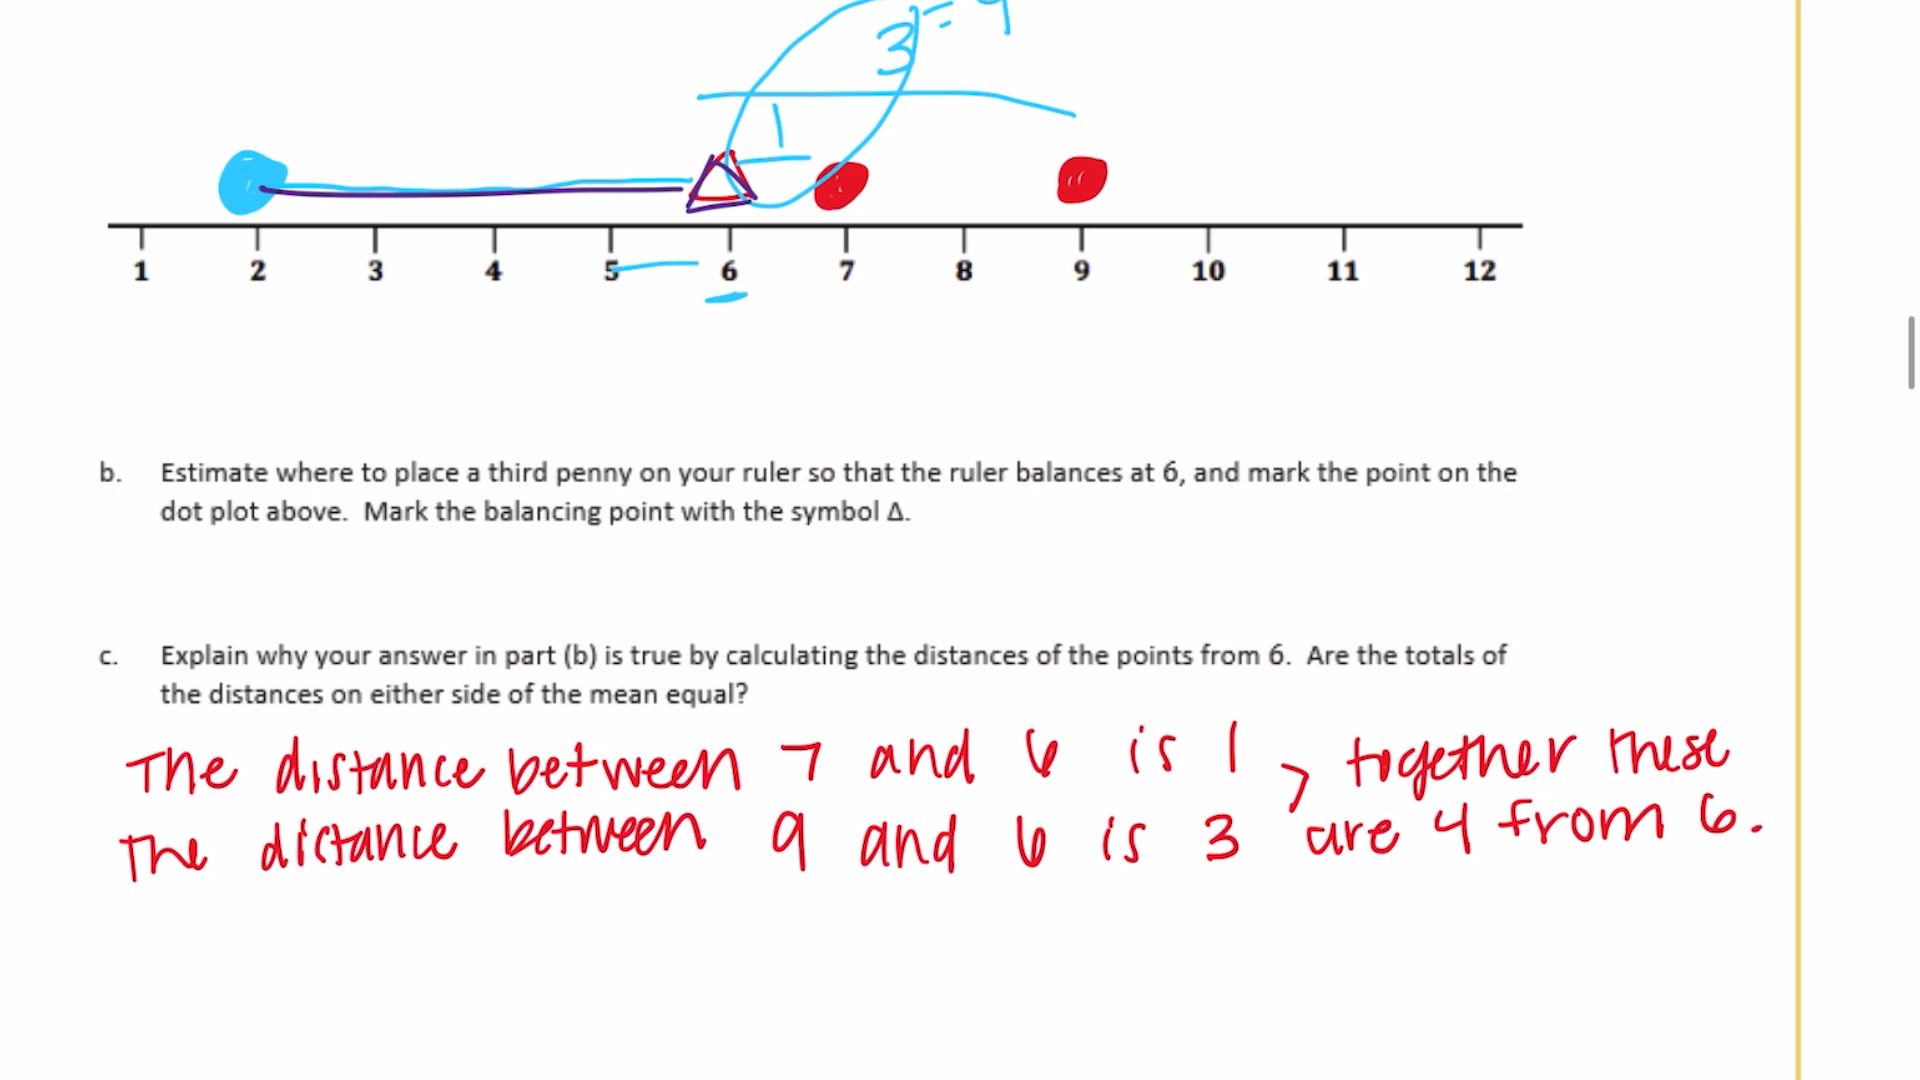 3 = 4
1
1 2 3 4 5 6 7 8 9 10 11 12
b. Estimate where to place a third penny on your ruler so that the ruler balances at 6, and mark the point on the
dot plot above. Mark the balancing point with the symbol Δ.
c. Explain why your answer in part (b) is true by calculating the distances of the points from 6. Are the totals of
the distances on either side of the mean equal?
The distance between 7 and 6 is 1 , together these
The distance between 9 and 6 is 3 are 4 from 6.